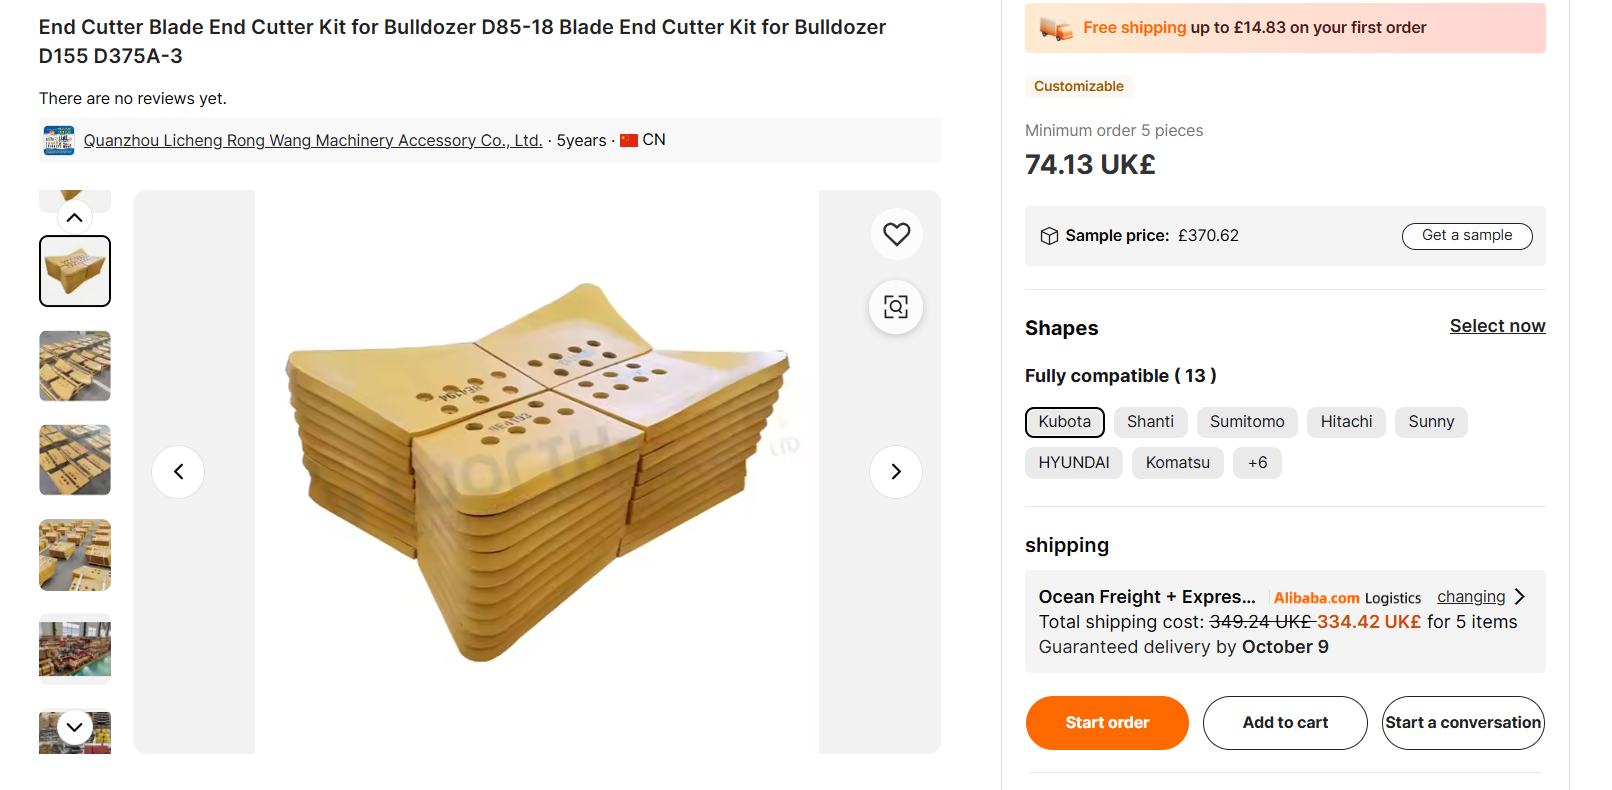 End Cutter Blade End Cutter Kit for Bulldozer D85-18 Blade End Cutter Kit for Bulldozer
D155 D375A-3
There are no reviews yet.
Quanzhou Licheng Rong Wang Machinery Accessory Co., Ltd. · 5years · CN
RE4194
RE4193
NORTH
LTD
Free shipping up to £14.83 on your first order
Customizable
Minimum order 5 pieces
74.13 UK£
Sample price: £370.62
Get a sample
Shapes
Select now
Fully compatible ( 13 )
Kubota Shanti Sumitomo Hitachi Sunny
HYUNDAI Komatsu +6
shipping
Ocean Freight + Expres... Alibaba.com Logistics changing
Total shipping cost: 349.24 UK£ 334.42 UK£ for 5 items
Guaranteed delivery by October 9
Start order Add to cart Start a conversation